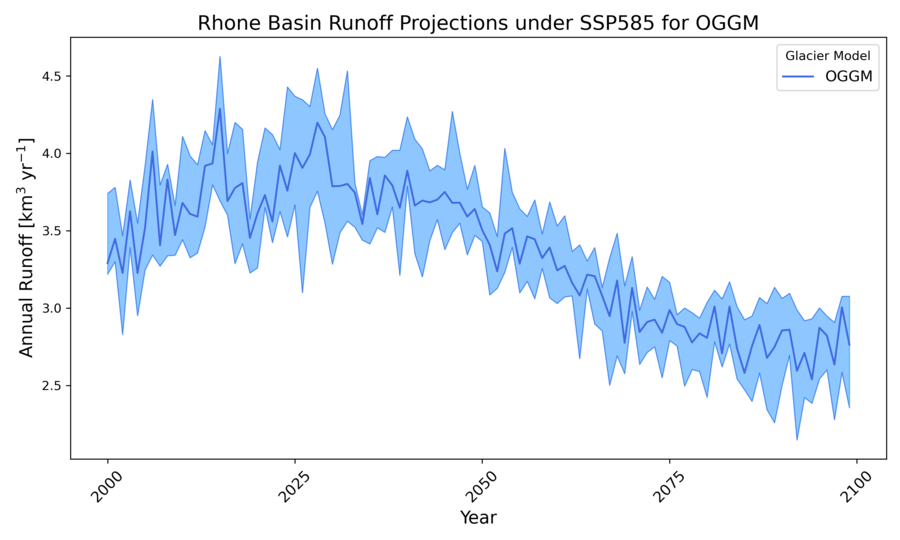 Rhone Basin Runoff Projections under SSP585 for OGGM
Glacier Model
OGGM
Annual Runoff [km³ yr⁻¹]
4.5
4.0
3.5
3.0
2.5
2000
2025
2050
2075
2100
Year